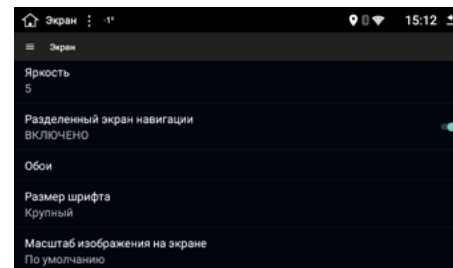 Экран -1°
15:12
Экран
Яркость
5
Разделенный экран навигации
ВКЛЮЧЕНО
Обои
Размер шрифта
Крупный
Масштаб изображения на экране
По умолчанию